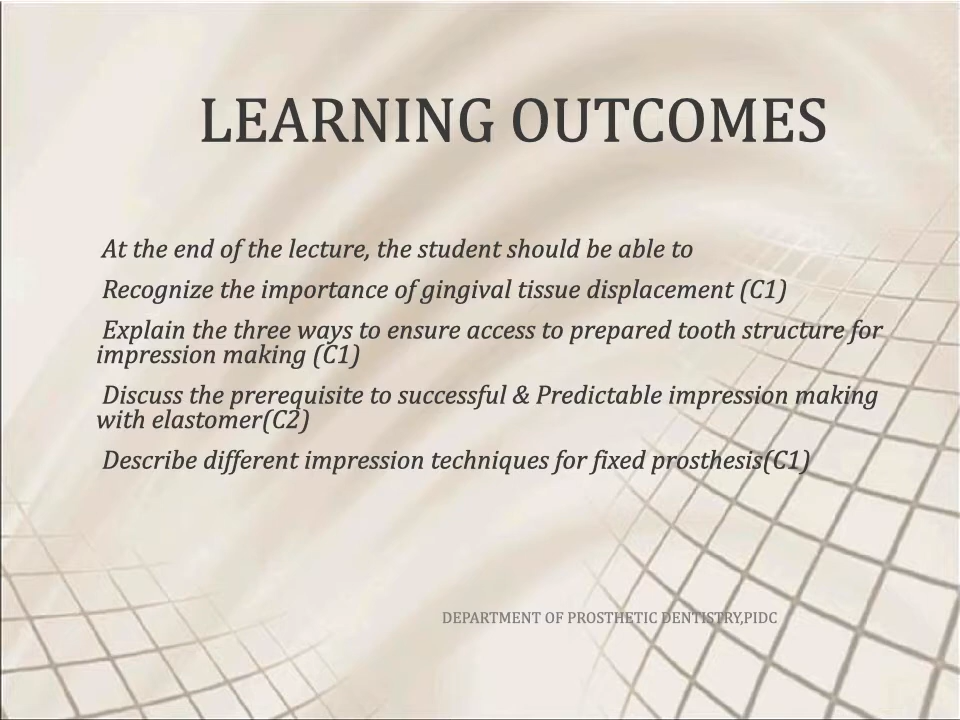 LEARNING OUTCOMES
At the end of the lecture, the student should be able to
Recognize the importance of gingival tissue displacement (C1)
Explain the three ways to ensure access to prepared tooth structure for
impression making (C1)
Discuss the prerequisite to successful & Predictable impression making
with elastomer(C2)
Describe different impression techniques for fixed prosthesis(C1)
DEPARTMENT OF PROSTHETIC DENTISTRY,PIDC